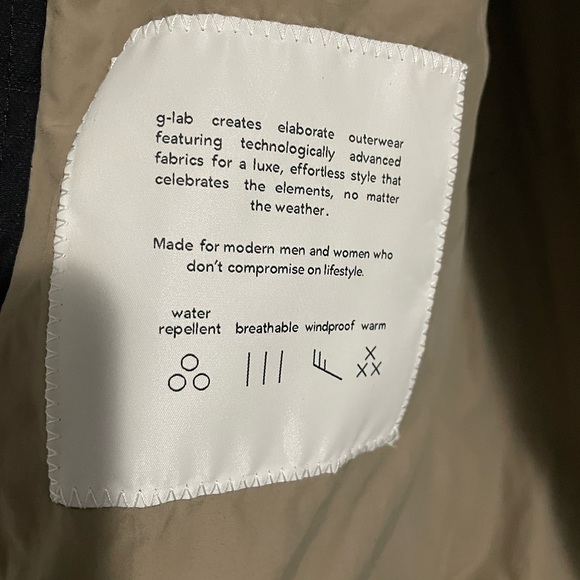 g-lab creates elaborate outerwear
featuring technologically advanced
fabrics for a luxe, effortless style that
celebrates the elements, no matter
the weather.
Made for modern men and women who
don't compromise on lifestyle.
water
repellent breathable windproof warm